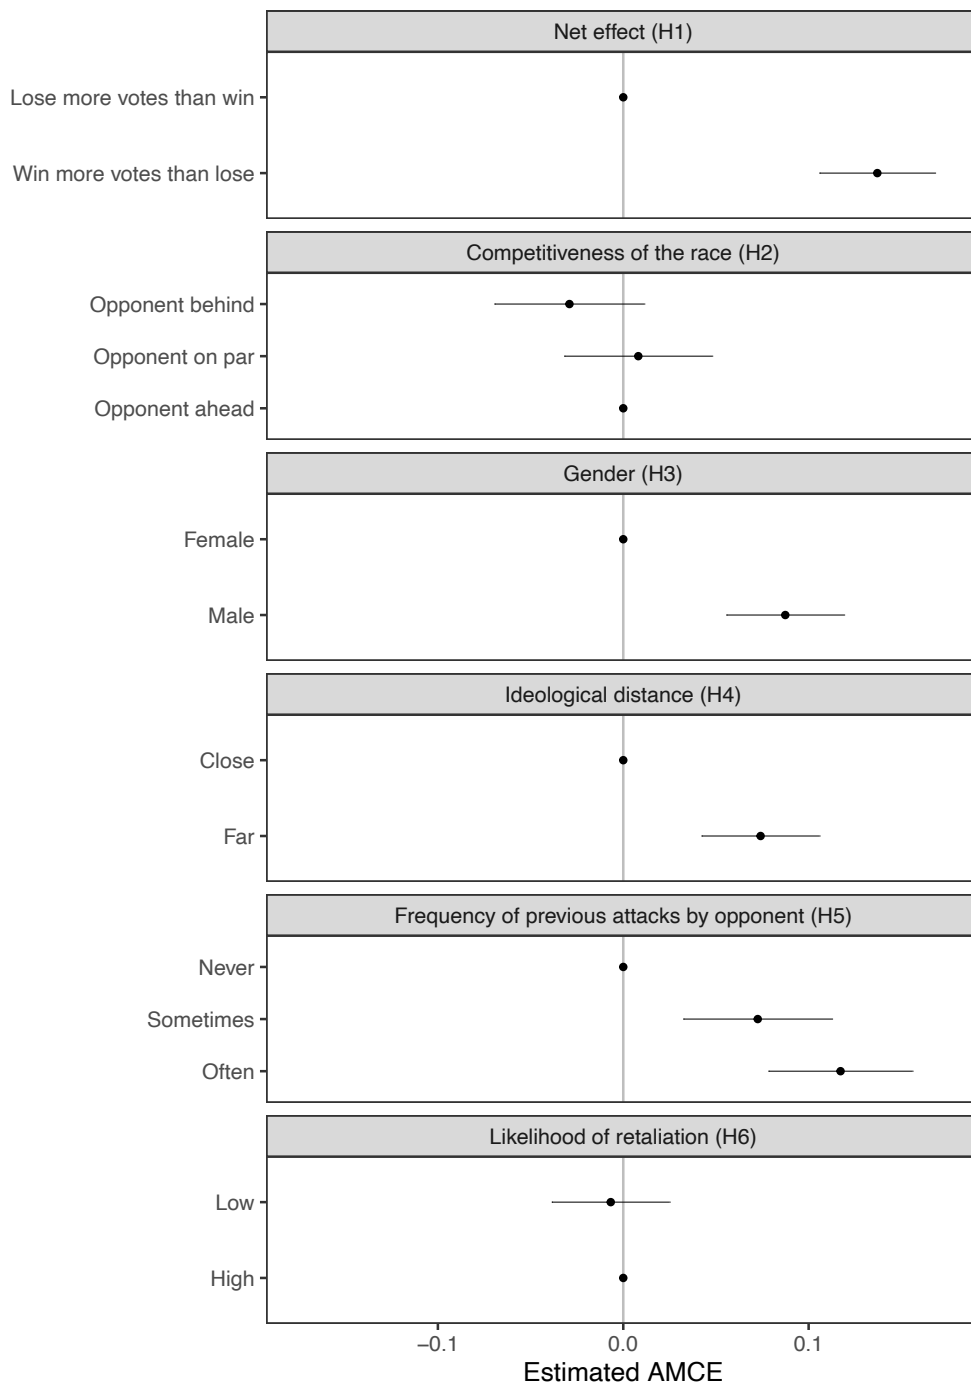 Net effect (H1)
Lose more votes than win
Win more votes than lose
Competitiveness of the race (H2)
Opponent behind
Opponent on par
Opponent ahead
Gender (H3)
Female
Male
Ideological distance (H4)
Close
Far
Frequency of previous attacks by opponent (H5)
Never
Sometimes
Often
Likelihood of retaliation (H6)
Low
High
−0.1 0.0 0.1
Estimated AMCE